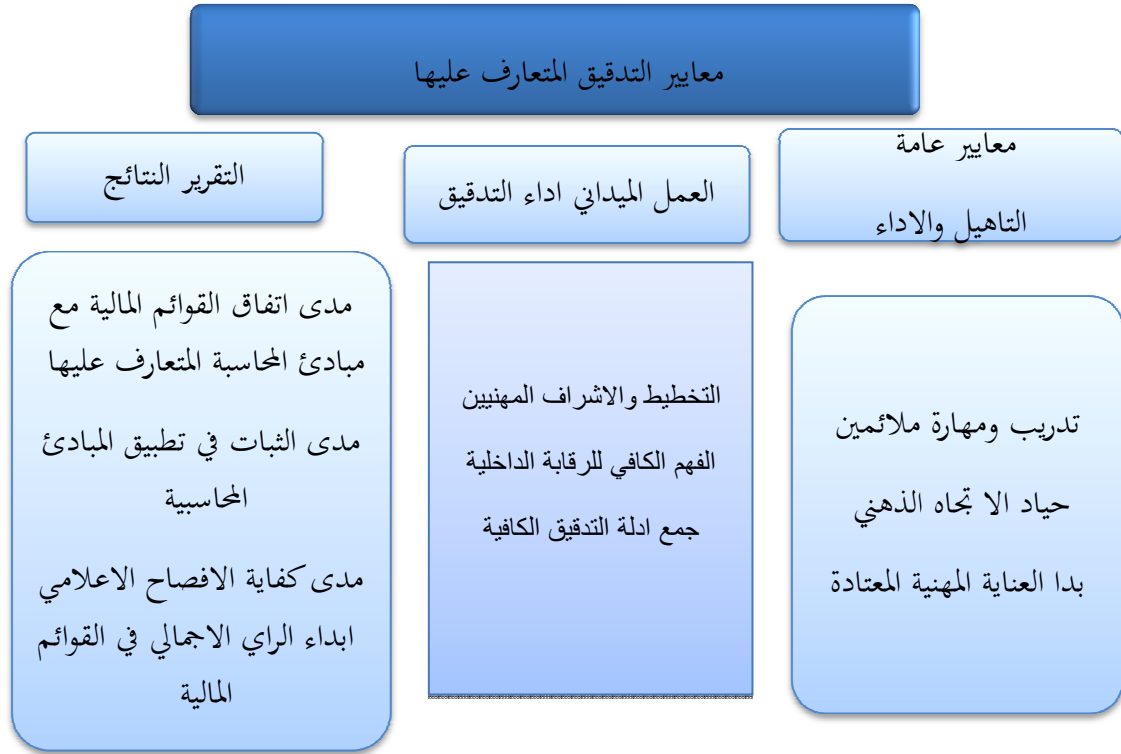 معايير التدقيق المتعارف عليها
معايير عامة
التاهيل والاداء
العمل الميداني اداء التدقيق
التقرير النتائج
تدريب ومهارة ملائمين
حياد الا تجاه الذهني
بدا العناية المهنية المعتادة
التخطيط والاشراف المهنيين
الفهم الكافي للرقابة الداخلية
جمع ادلة التدقيق الكافية
مدى اتفاق القوائم المالية مع
مبادئ المحاسبة المتعارف عليها
مدى الثبات في تطبيق المبادئ
المحاسبية
مدى كفاية الافصاح الاعلامي
ابداء الراي الاجمالي في القوائم
المالية